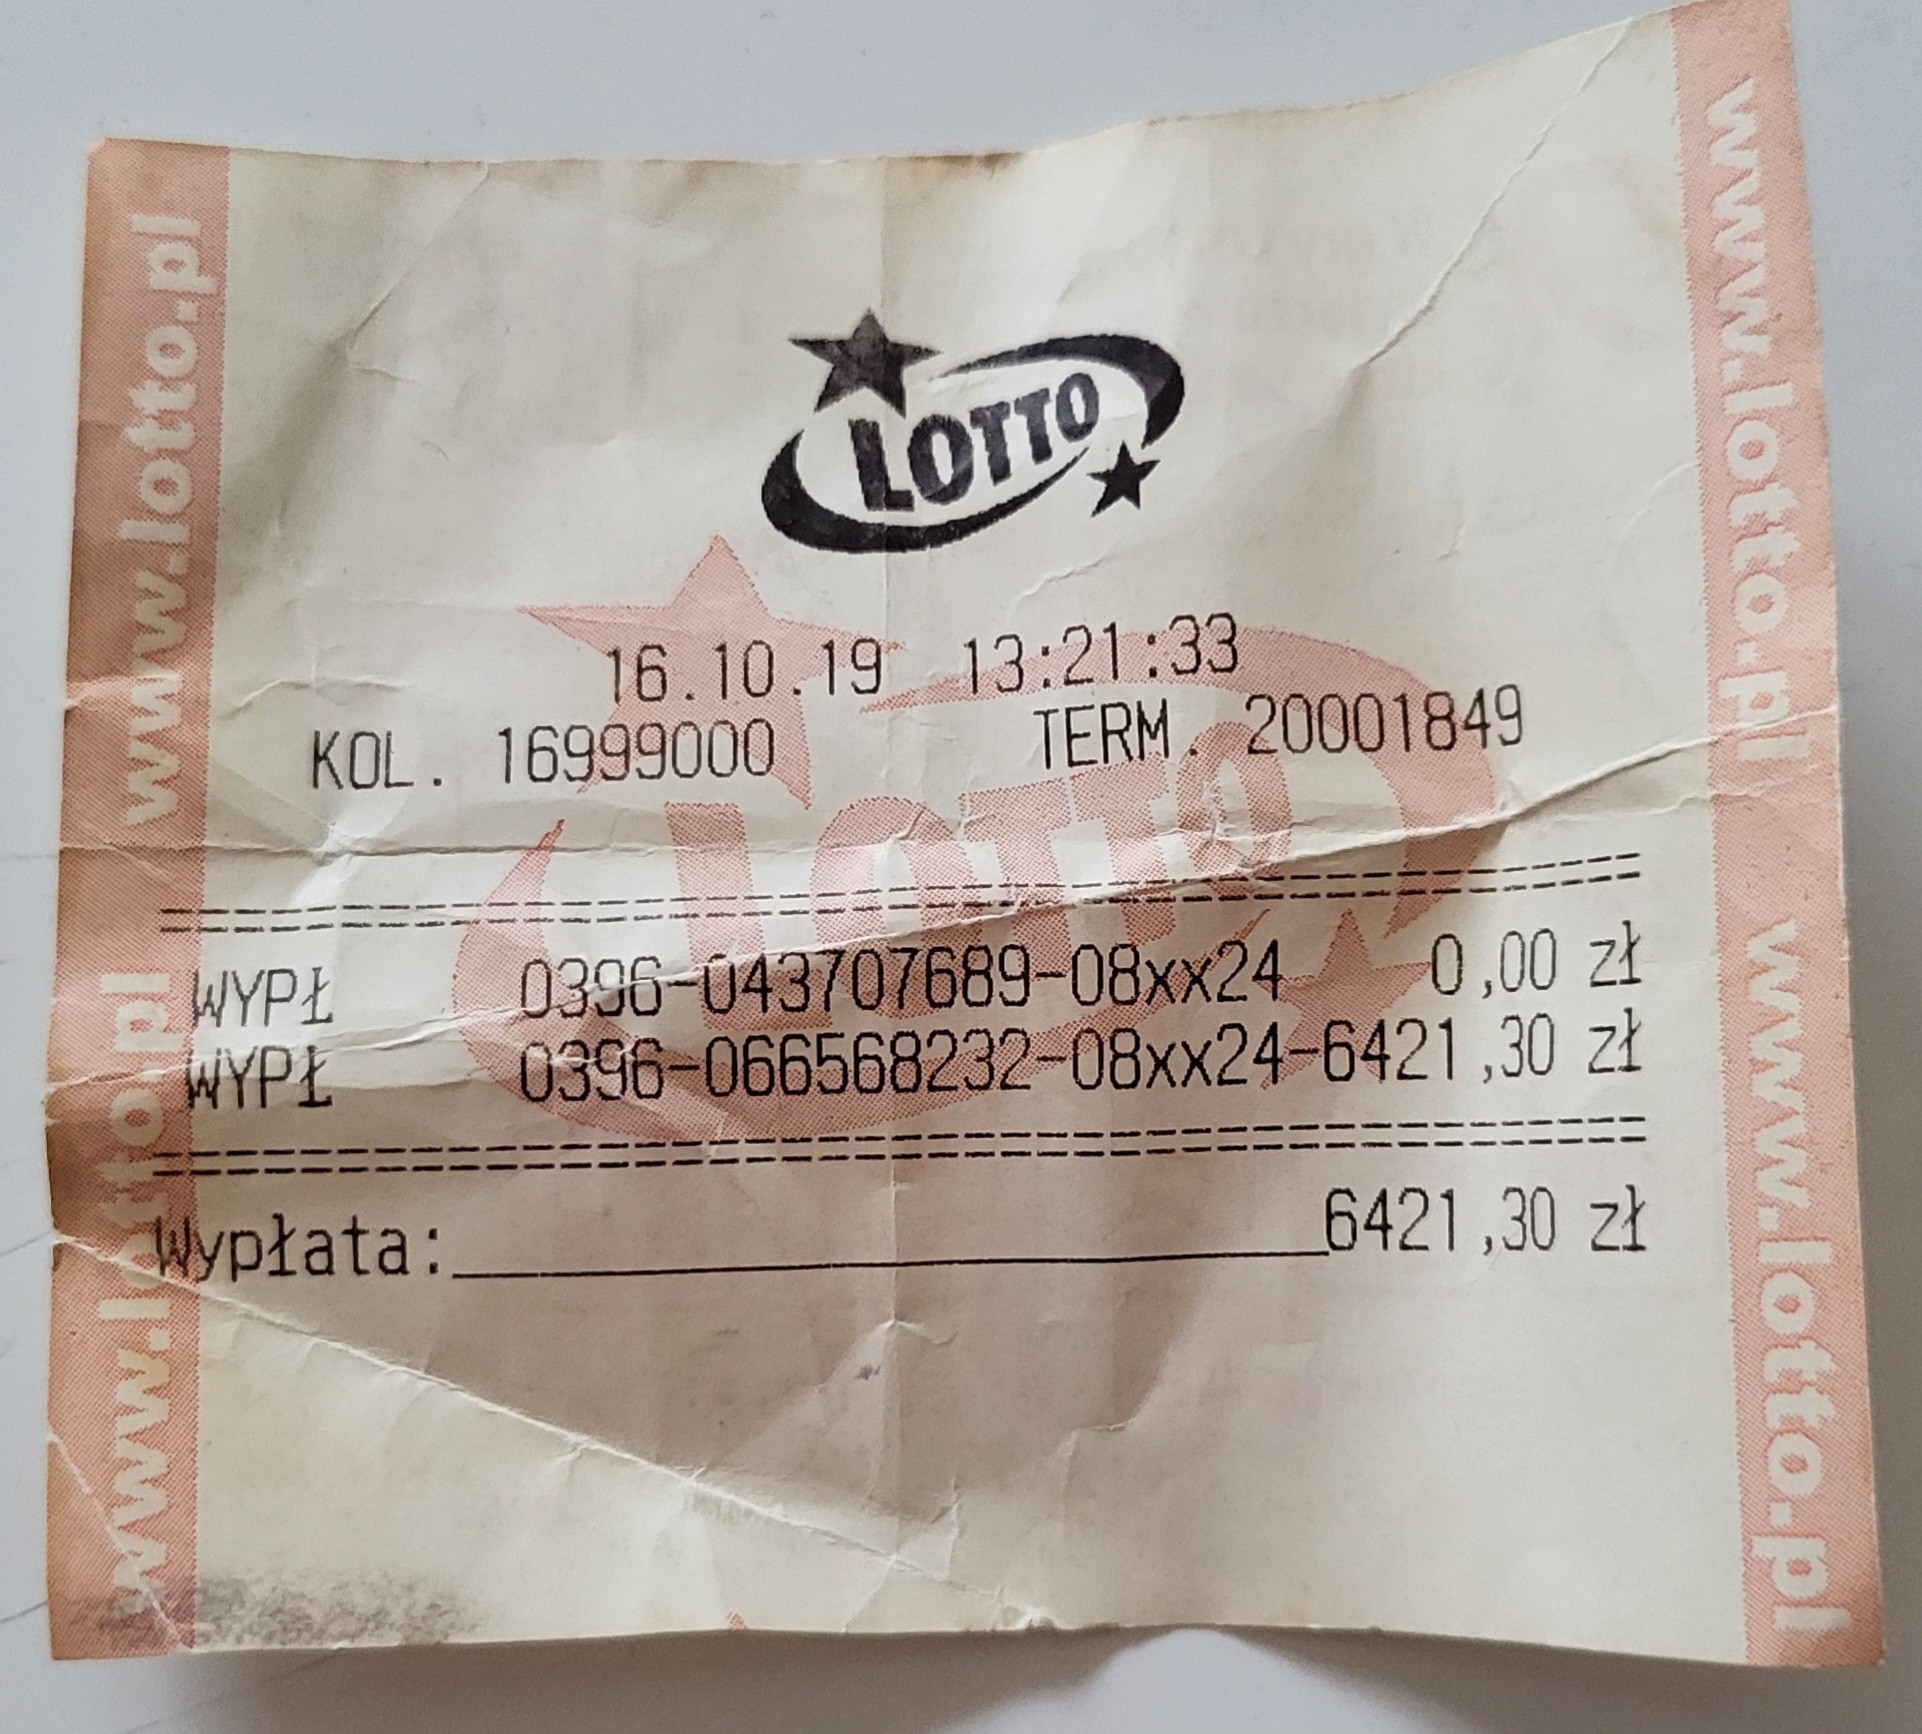 LOTTO
16.10.19 13:21:33
KOL. 16999000 TERM. 20001849
LOTTO
WYPŁ 0396-043707689-08xx24 0,00 zł
WYPŁ 0396-066568232-08xx24-6421,30 zł
Wypłata: 6421,30 zł
www.lotto.pl www.lotto.pl
www.lotto.pl www.lotto.pl